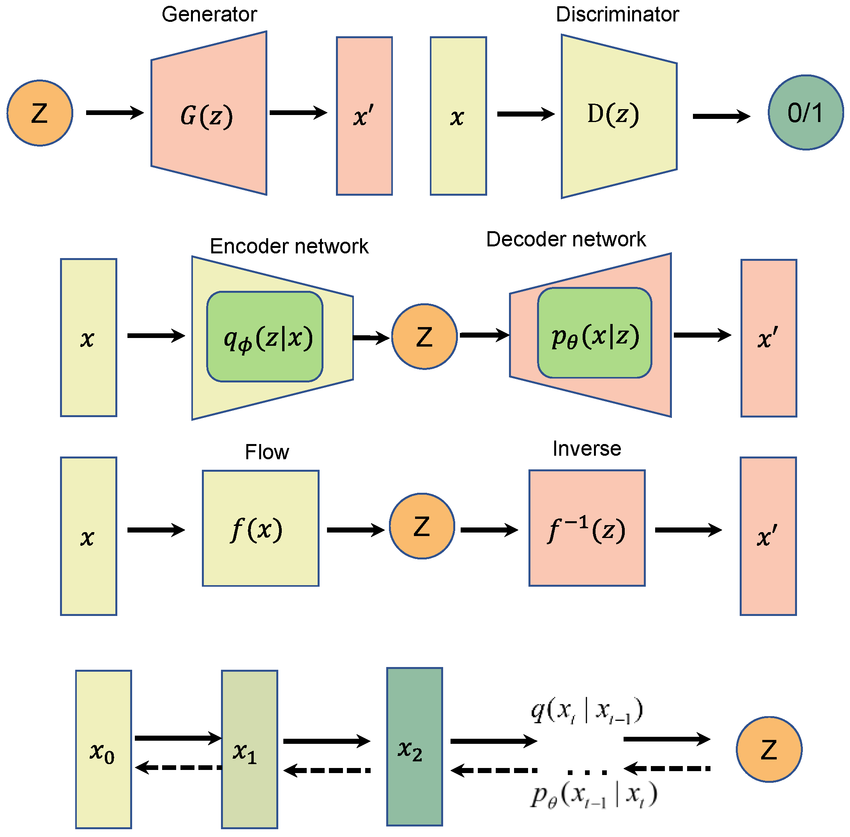 Generator Discriminator
Z G(z) x′ x D(z) 0/1
Encoder network Decoder network
x qϕ(z|x) Z pθ(x|z) x′
Flow Inverse
x f(x) Z f⁻¹(z) x′
q(xₜ | xₜ₋₁)
x₀ x₁ x₂ ... Z
pθ(xₜ₋₁ | xₜ)